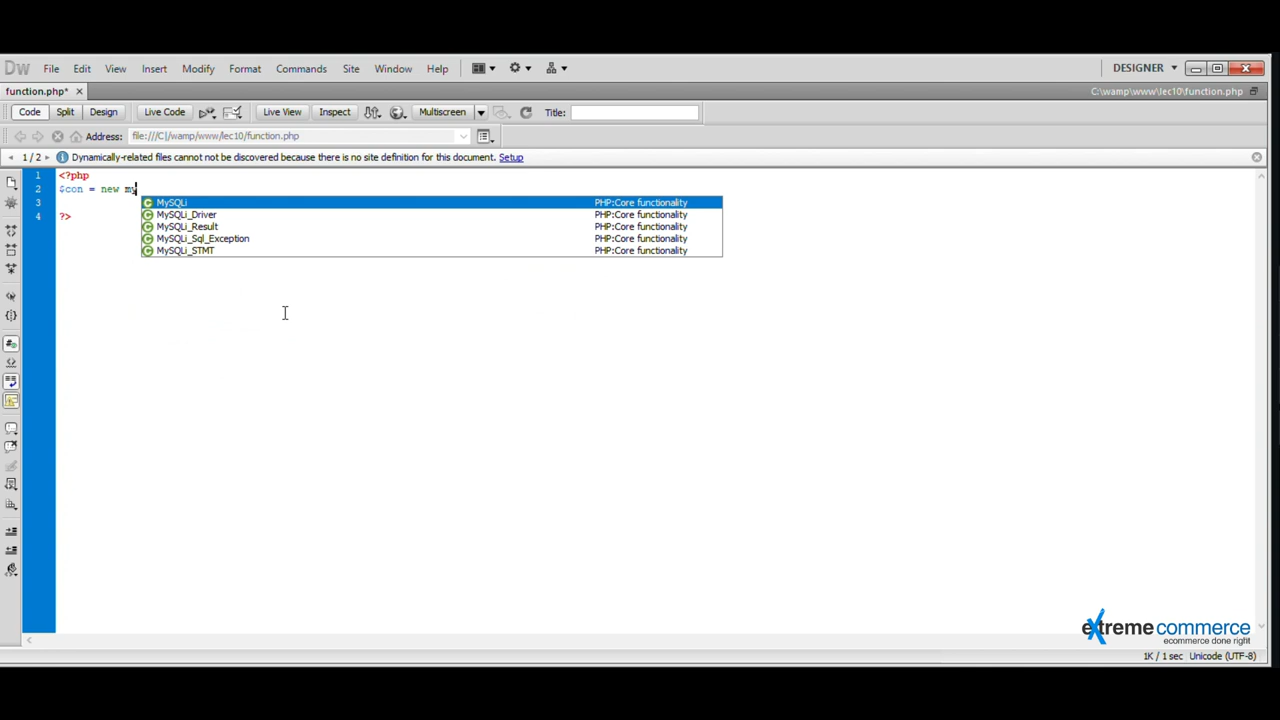 Dw File Edit View Insert Modify Format Commands Site Window Help DESIGNER
function.php* C:\wamp\www\lec10\function.php
Code Split Design Live Code Live View Inspect Multiscreen Title:
Address: file:///C|/wamp/www/lec10/function.php
1 / 2 Dynamically-related files cannot not be discovered because there is no site definition for this document. Setup
1 <?php
2 $con = new my
3
4 ?>
MySQLi PHP:Core functionality
MySQLi_Driver PHP:Core functionality
MySQLi_Result PHP:Core functionality
MySQLi_Sql_Exception PHP:Core functionality
MySQLi_STMT PHP:Core functionality
extreme commerce
ecommerce done right
1K / 1 sec Unicode (UTF-8)